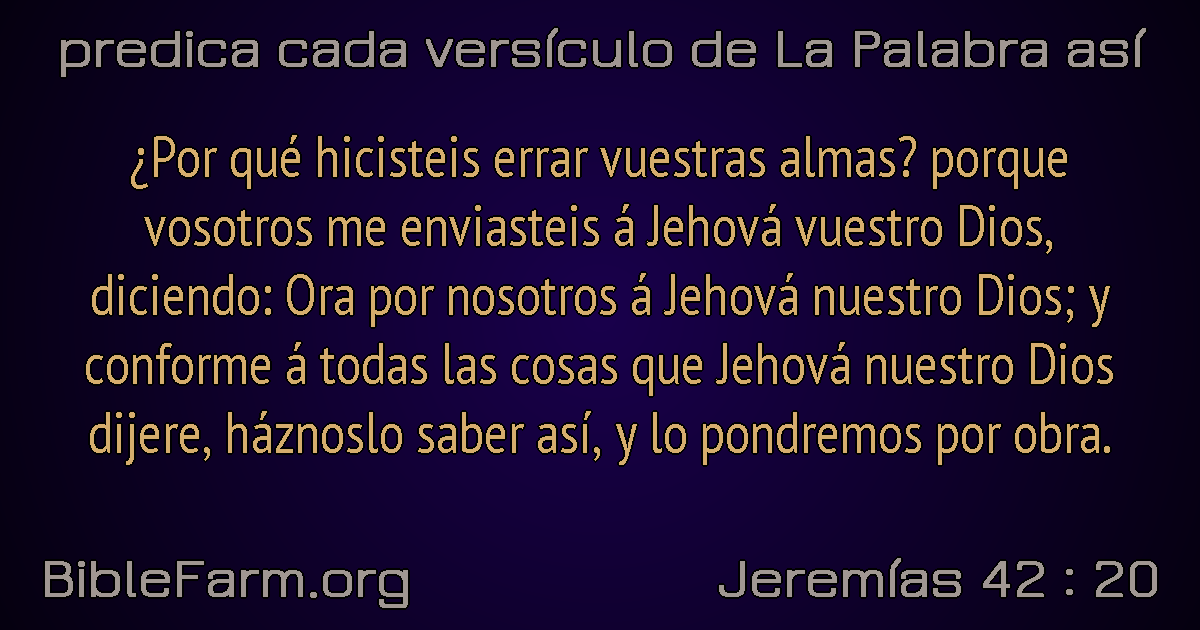 predica cada versículo de La Palabra así
¿Por qué hicisteis errar vuestras almas? porque
vosotros me enviasteis á Jehová vuestro Dios,
diciendo: Ora por nosotros á Jehová nuestro Dios; y
conforme á todas las cosas que Jehová nuestro Dios
dijere, háznoslo saber así, y lo pondremos por obra.
BibleFarm.org
Jeremías 42 : 20